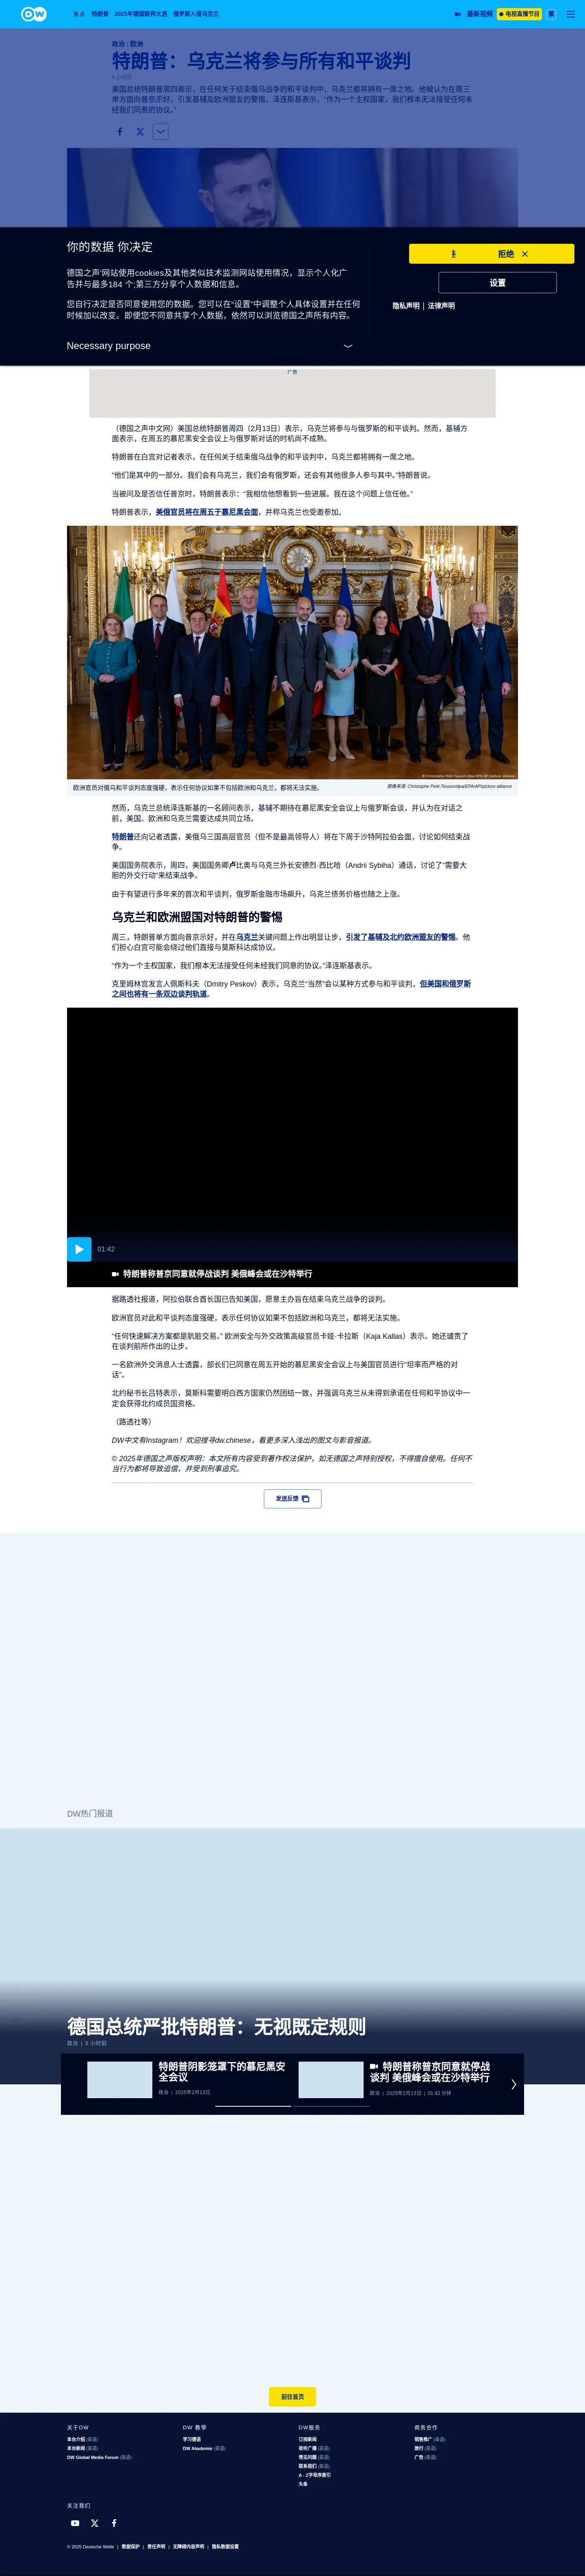 DW
焦点 特朗普 2025年德国联邦大选 俄罗斯入侵乌克兰
最新视频 电视直播节目 繁
政治 | 欧洲
特朗普：乌克兰将参与所有和平谈判
6 小时前
美国总统特朗普周四表示，在任何关于结束俄乌战争的和平谈判中，乌克兰都将拥有一席之地。他被认为在周三
单方面向普京示好，引发基辅及欧洲盟友的警惕。泽连斯基表示，“作为一个主权国家，我们根本无法接受任何未
经我们同意的协议。”
你的数据 你决定
德国之声'网站使用cookies及其他类似技术监测网站使用情况，显示个人化广
告以及与最多184 个;第三方分享个人数据和信息。
您自行决定是否同意使用您的数据。您可以在“设置”中调整个人具体设置并在任何
时候加以改变。即便您不同意共享个人数据，依然可以浏览德国之声所有内容。
Necessary purpose
拒绝
设置
隐私声明 | 法律声明
广告
（德国之声中文网）美国总统特朗普周四（2月13日）表示，乌克兰将参与与俄罗斯的和平谈判。然而，基辅方
面表示，在周五的慕尼黑安全会议上与俄罗斯对话的时机尚不成熟。
特朗普在白宫对记者表示，在任何关于结束俄乌战争的和平谈判中，乌克兰都将拥有一席之地。
“他们是其中的一部分。我们会有乌克兰，我们会有俄罗斯，还会有其他很多人参与其中。”特朗普说。
当被问及是否信任普京时，特朗普表示：“我相信他想看到一些进展。我在这个问题上信任他。”
特朗普表示，美俄官员将在周五于慕尼黑会面，并称乌克兰也受邀参加。
欧洲官员对俄乌和平谈判态度强硬，表示任何协议如果不包括欧洲和乌克兰，都将无法实施。
图像来源: Christophe Petit-Tesson/dpa/EPA/AP/picture alliance
然而，乌克兰总统泽连斯基的一名顾问表示，基辅不期待在慕尼黑安全会议上与俄罗斯会谈，并认为在对话之
前，美国、欧洲和乌克兰需要达成共同立场。
特朗普还向记者透露，美俄乌三国高层官员（但不是最高领导人）将在下周于沙特阿拉伯会面，讨论如何结束战
争。
美国国务院表示，周四，美国国务卿卢比奥与乌克兰外长安德烈·西比哈（Andrii Sybiha）通话，讨论了“需要大
胆的外交行动”来结束战争。
由于有望进行多年来的首次和平谈判，俄罗斯金融市场飙升，乌克兰债务价格也随之上涨。
乌克兰和欧洲盟国对特朗普的警惕
周三，特朗普单方面向普京示好，并在乌克兰关键问题上作出明显让步，引发了基辅及北约欧洲盟友的警惕。他
们担心白宫可能会绕过他们直接与莫斯科达成协议。
“作为一个主权国家，我们根本无法接受任何未经我们同意的协议。”泽连斯基表示。
克里姆林宫发言人佩斯科夫（Dmitry Peskov）表示，乌克兰“当然”会以某种方式参与和平谈判，但美国和俄罗斯
之间也将有一条双边谈判轨道。
01:42
特朗普称普京同意就停战谈判 美俄峰会或在沙特举行
据路透社报道，阿拉伯联合酋长国已告知美国，愿意主办旨在结束乌克兰战争的谈判。
欧洲官员对此和平谈判态度强硬，表示任何协议如果不包括欧洲和乌克兰，都将无法实施。
“任何快速解决方案都是肮脏交易。” 欧洲安全与外交政策高级官员卡娅·卡拉斯（Kaja Kallas）表示。她还谴责了
在谈判前所作出的让步。
一名欧洲外交消息人士透露，部长们已同意在周五开始的慕尼黑安全会议上与美国官员进行“坦率而严格的对
话”。
北约秘书长吕特表示，莫斯科需要明白西方国家仍然团结一致，并强调乌克兰从未得到承诺在任何和平协议中一
定会获得北约成员国资格。
（路透社等）
DW中文有Instagram！欢迎搜寻dw.chinese，看更多深入浅出的图文与影音报道。
© 2025年德国之声版权声明：本文所有内容受到著作权法保护，如无德国之声特别授权，不得擅自使用。任何不
当行为都将导致追偿，并受到刑事追究。
发送反馈
DW热门报道
德国总统严批特朗普：无视既定规则
政治 | 3 小时前
特朗普阴影笼罩下的慕尼黑安
全会议
政治 | 2025年2月13日
特朗普称普京同意就停战
谈判 美俄峰会或在沙特举行
政治 | 2025年2月13日 | 01:42 分钟
前往首页
关于DW
本台介绍 (英语)
本台新闻 (英语)
DW Global Media Forum (英语)
DW 教学
学习德语
DW Akademie (英语)
DW服务
订阅新闻
收听广播 (英语)
常见问题 (英语)
联系我们 (英语)
A - Z字母序索引
头条
商务合作
销售推广 (英语)
旅行 (英语)
广告 (英语)
关注我们
© 2025 Deutsche Welle | 数据保护 | 责任声明 | 无障碍内容声明 | 隐私数据设置